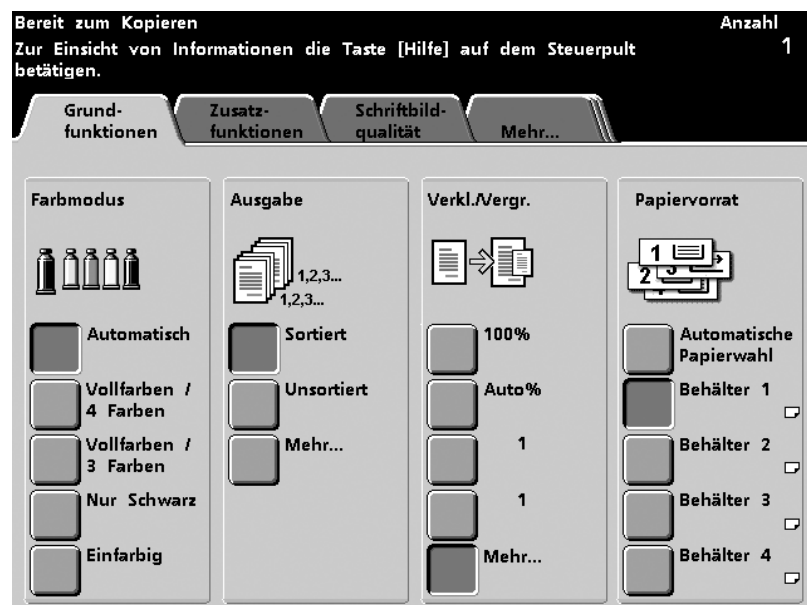 Bereit zum Kopieren
Anzahl
Zur Einsicht von Informationen die Taste [Hilfe] auf dem Steuerpult
1
betätigen.
Grund-
funktionen
Zusatz-
funktionen
Schriftbild-
qualität
Mehr...
Farbmodus
Automatisch
Vollfarben /
4 Farben
Vollfarben /
3 Farben
Nur Schwarz
Einfarbig
Ausgabe
1,2,3...
1,2,3...
Sortiert
Unsortiert
Mehr...
Verkl./Vergr.
100%
Auto%
1
1
Mehr...
Papiervorrat
1
2
3
Automatische
Papierwahl
Behälter 1
Behälter 2
Behälter 3
Behälter 4